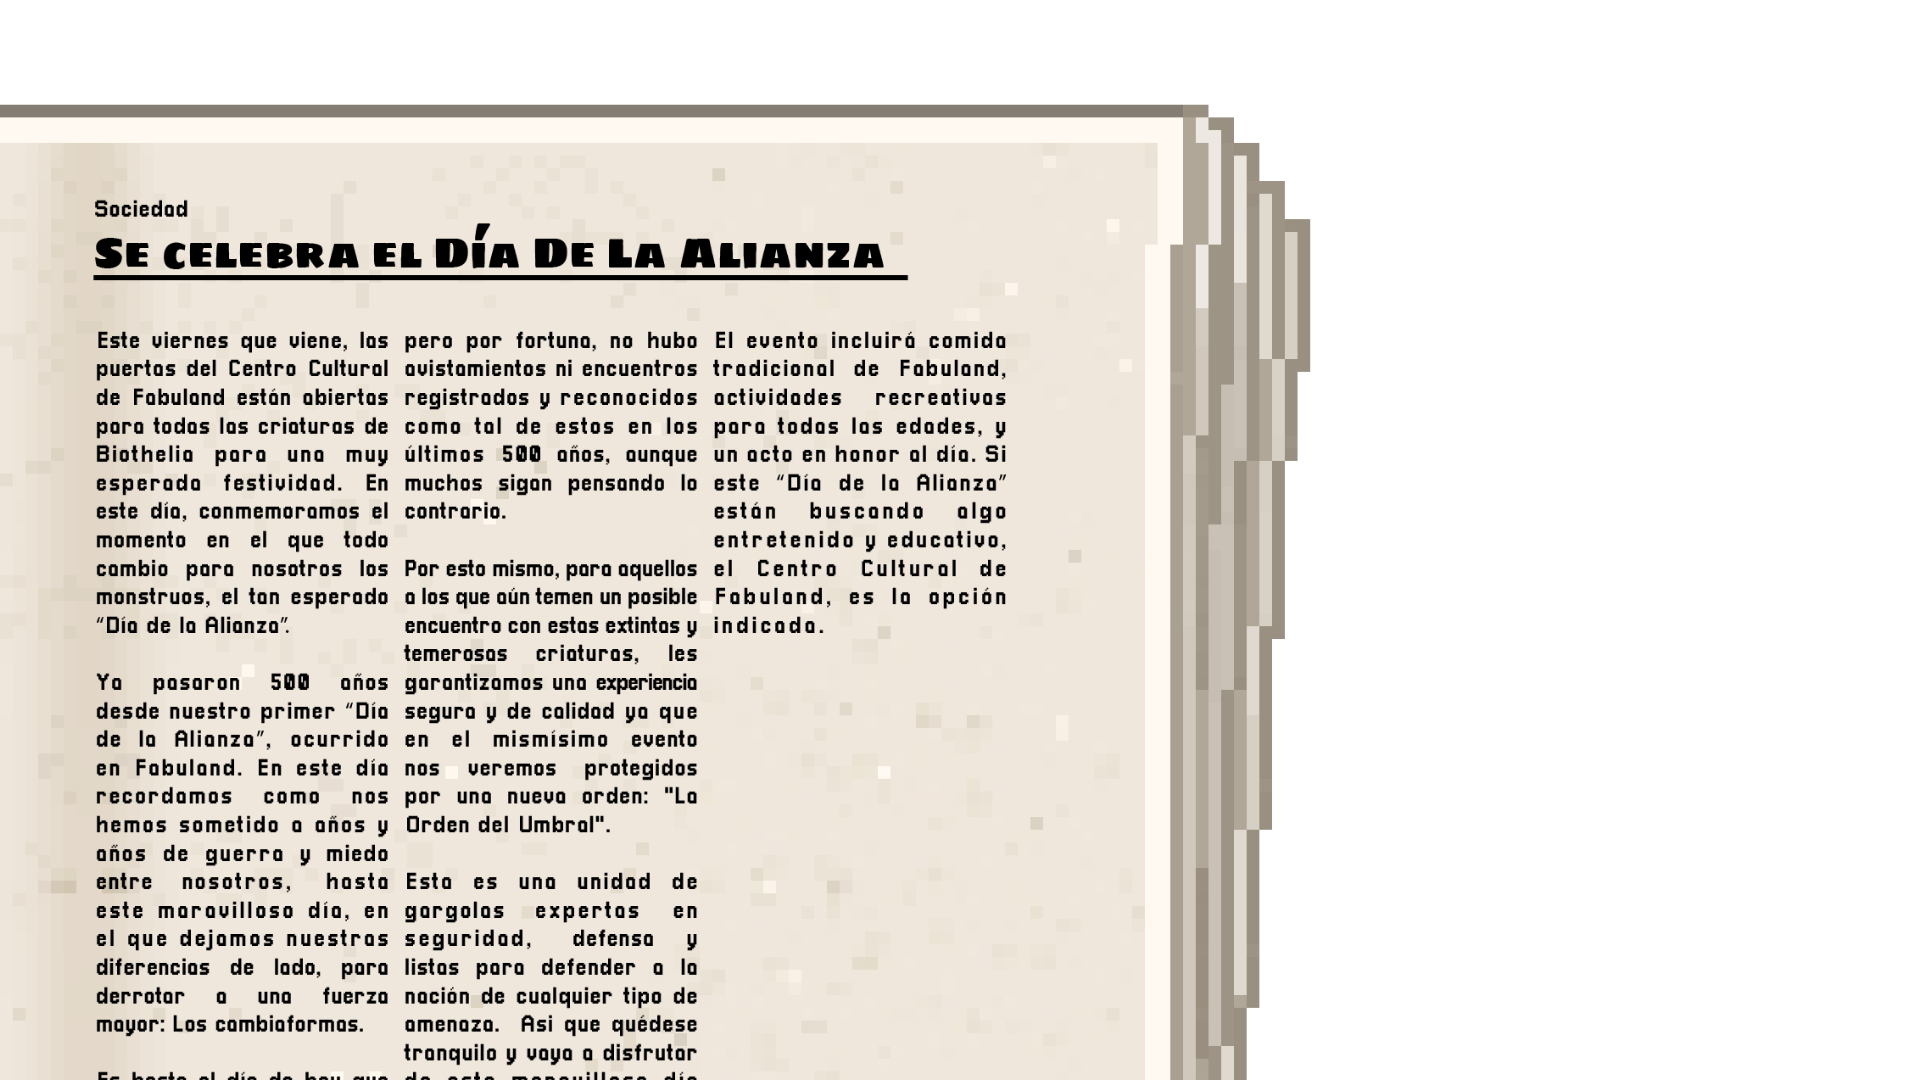 Sociedad
Se celebra el Día De La Alianza
Este viernes que viene, las
puertas del Centro Cultural
de Fabuland están abiertas
para todas las criaturas de
Biothelia para una muy
esperada festividad. En
este día, conmemoramos el
momento en el que todo
cambio para nosotros los
monstruos, el tan esperado
“Día de la Alianza”.
Ya pasaron 500 años
desde nuestro primer “Día
de la Alianza”, ocurrido
en Fabuland. En este día
recordamos como nos
hemos sometido a años y
años de guerra y miedo
entre nosotros, hasta
este maravilloso día, en
el que dejamos nuestras
diferencias de lado, para
derrotar a una fuerza
mayor: Los cambiaformas.
Es hasta el día de hoy que
pero por fortuna, no hubo
avistamientos ni encuentros
registrados y reconocidos
como tal de estos en los
últimos 500 años, aunque
muchos sigan pensando lo
contrario.
Por esto mismo, para aquellos
a los que aún temen un posible
encuentro con estas extintas y
temerosas criaturas, les
garantizamos una experiencia
segura y de calidad ya que
en el mismísimo evento
nos veremos protegidos
por una nueva orden: "La
Orden del Umbral".
Esta es una unidad de
gargolas expertas en
seguridad, defensa y
listas para defender a la
nación de cualquier tipo de
amenaza. Asi que quédese
tranquilo y vaya a disfrutar
de este maravilloso día
El evento incluirá comida
tradicional de Fabuland,
actividades recreativas
para todas las edades, y
un acto en honor al día. Si
este “Día de la Alianza”
están buscando algo
entretenido y educativo,
el Centro Cultural de
Fabuland, es la opción
indicada.